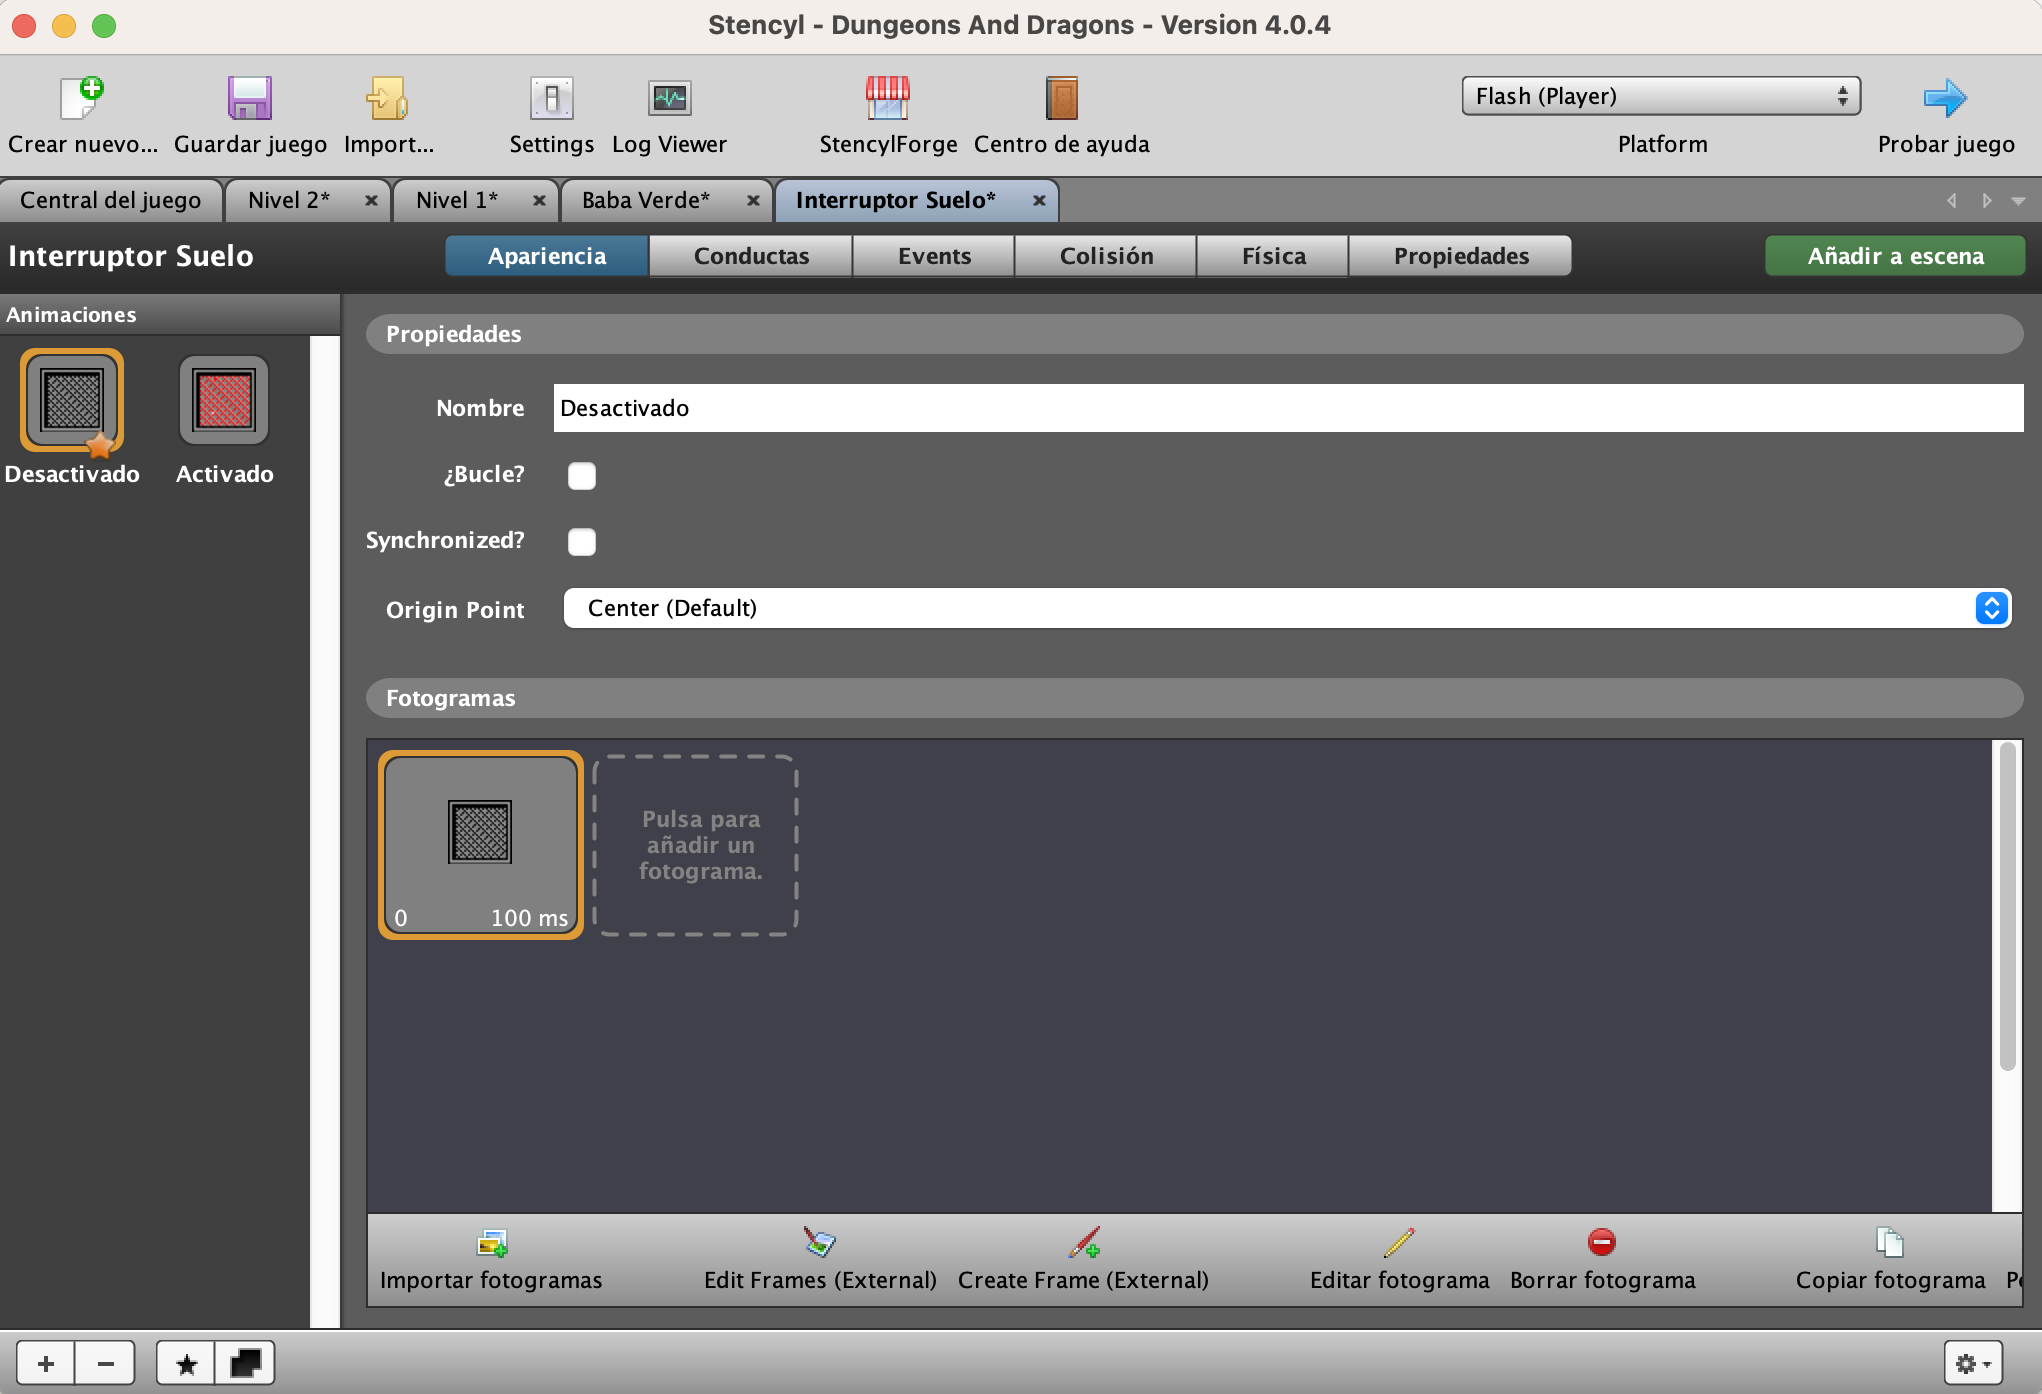 Stencyl - Dungeons And Dragons - Version 4.0.4
Crear nuevo... Guardar juego Import... Settings Log Viewer StencylForge Centro de ayuda Flash (Player) Platform Probar juego
Central del juego Nivel 2* Nivel 1* Baba Verde* Interruptor Suelo*
Interruptor Suelo Apariencia Conductas Events Colisión Física Propiedades Añadir a escena
Animaciones
Desactivado Activado
Propiedades
Nombre Desactivado
¿Bucle?
Synchronized?
Origin Point Center (Default)
Fotogramas
0 100 ms
Pulsa para
añadir un
fotograma.
Importar fotogramas Edit Frames (External) Create Frame (External) Editar fotograma Borrar fotograma Copiar fotograma